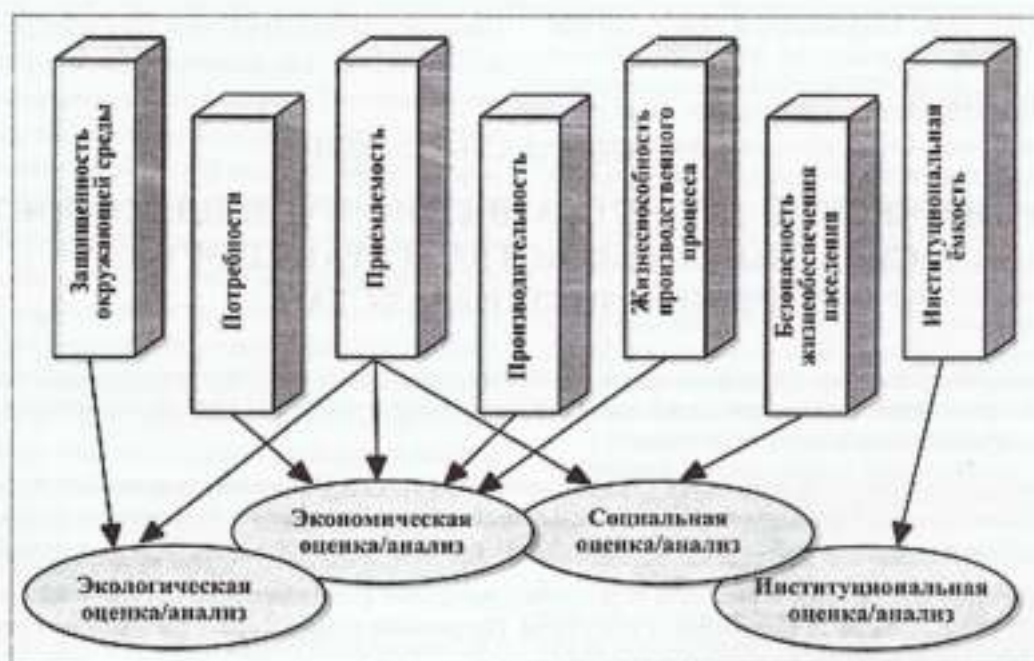 Защищенность
окружающей среды
Потребности
Приемлемость
Производительность
Жизнеспособность
производственного
процесса
Безопасность
жизнеобеспечения
населения
Институциональная
ёмкость
Экономическая
оценка/анализ
Социальная
оценка/анализ
Экологическая
оценка/анализ
Институциональная
оценка/анализ